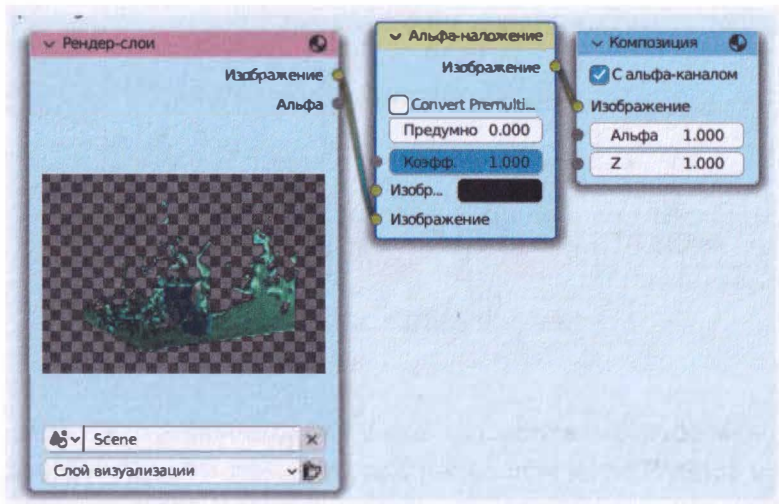 Рендер-слои
Изображение
Альфа
Scene
Слой визуализации
Альфа-наложение
Изображение
Convert Premulti...
Предумно 0.000
Коэфф. 1.000
Изобр...
Изображение
Композиция
С альфа-каналом
Изображение
Альфа 1.000
Z 1.000